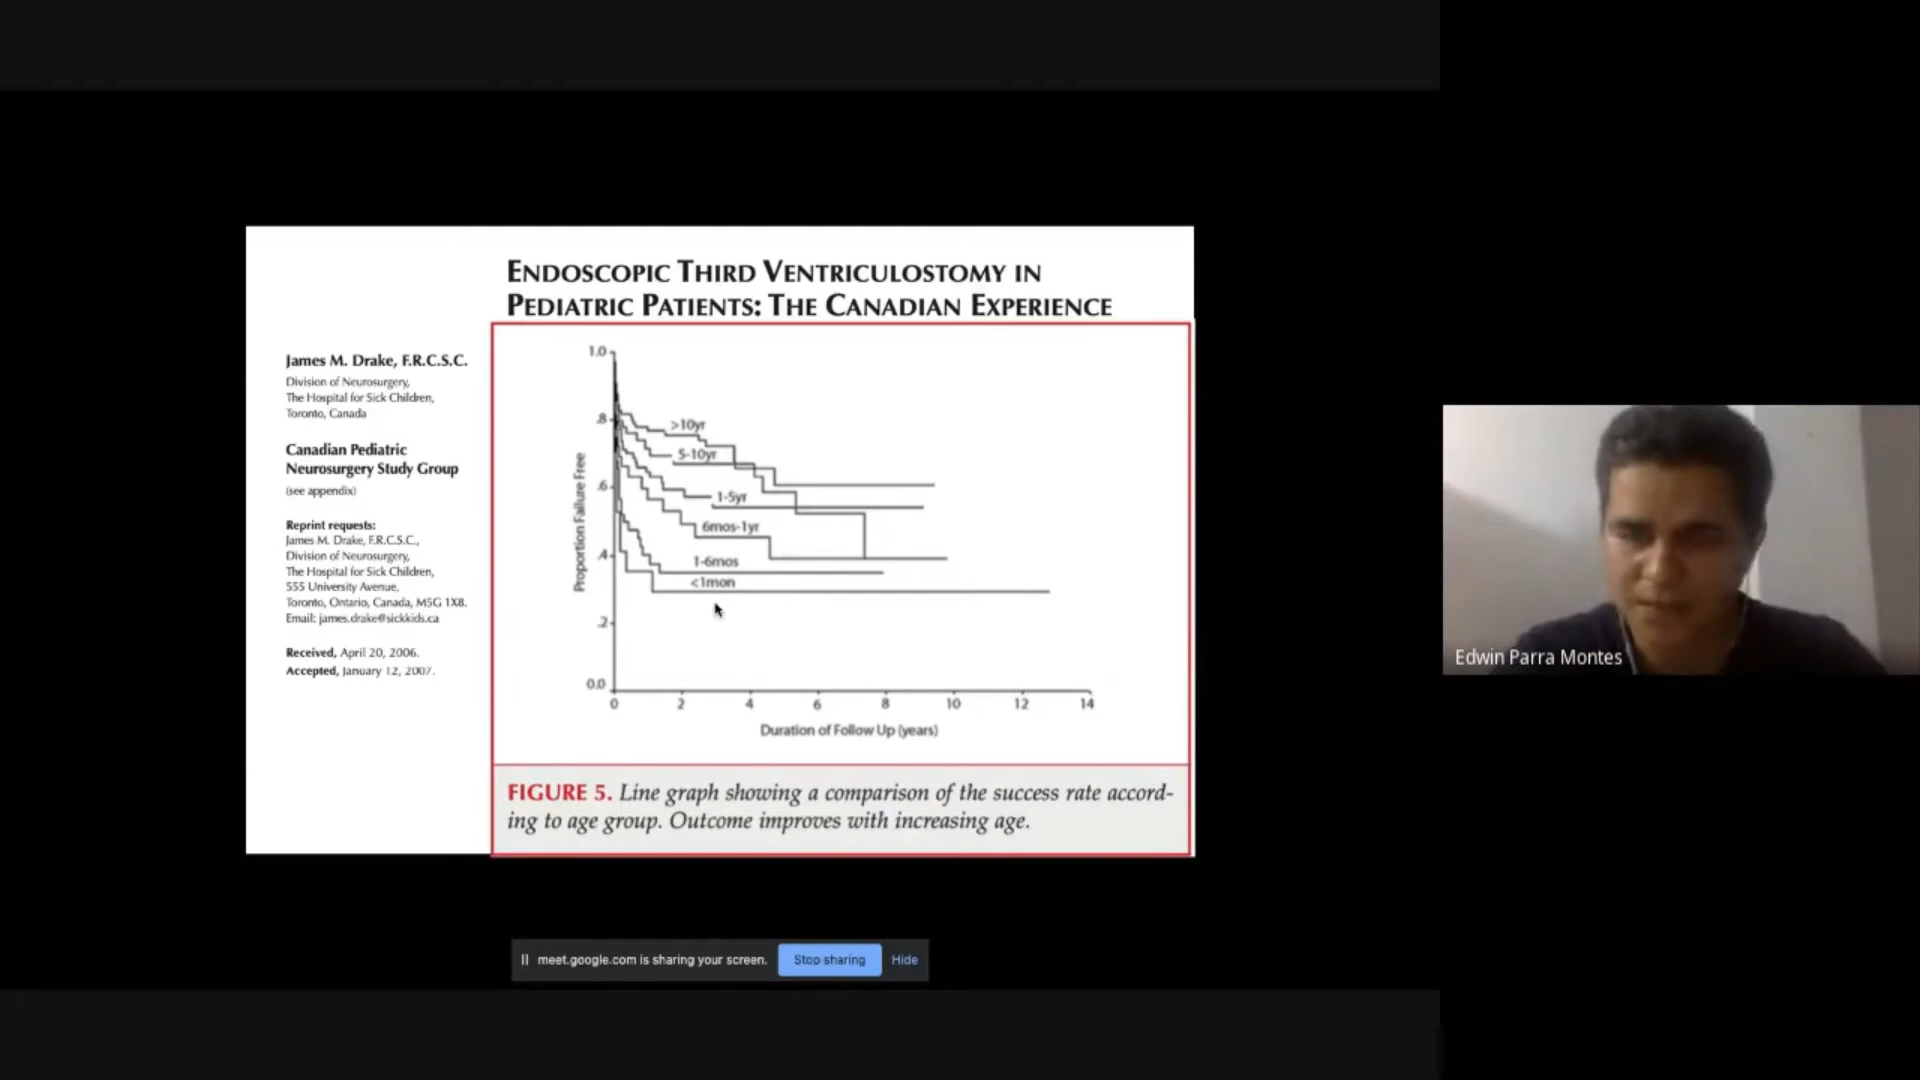 ENDOSCOPIC THIRD VENTRICULOSTOMY IN
PEDIATRIC PATIENTS: THE CANADIAN EXPERIENCE
James M. Drake, F.R.C.S.C.
Division of Neurosurgery,
The Hospital for Sick Children,
Toronto, Canada
Canadian Pediatric
Neurosurgery Study Group
(see appendix)
Reprint requests:
James M. Drake, F.R.C.S.C.,
Division of Neurosurgery,
The Hospital for Sick Children,
555 University Avenue,
Toronto, Ontario, Canada, M5G 1X8.
Email: james.drake@sickkids.ca
Received, April 20, 2006.
Accepted, January 12, 2007.
Proportion Failure Free
1.0
.8
.6
.4
.2
0.0
>10yr
5-10yr
1-5yr
6mos-1yr
1-6mos
<1mon
0 2 4 6 8 10 12 14
Duration of Follow Up (years)
FIGURE 5. Line graph showing a comparison of the success rate accord-
ing to age group. Outcome improves with increasing age.
Edwin Parra Montes
meet.google.com is sharing your screen. Stop sharing Hide